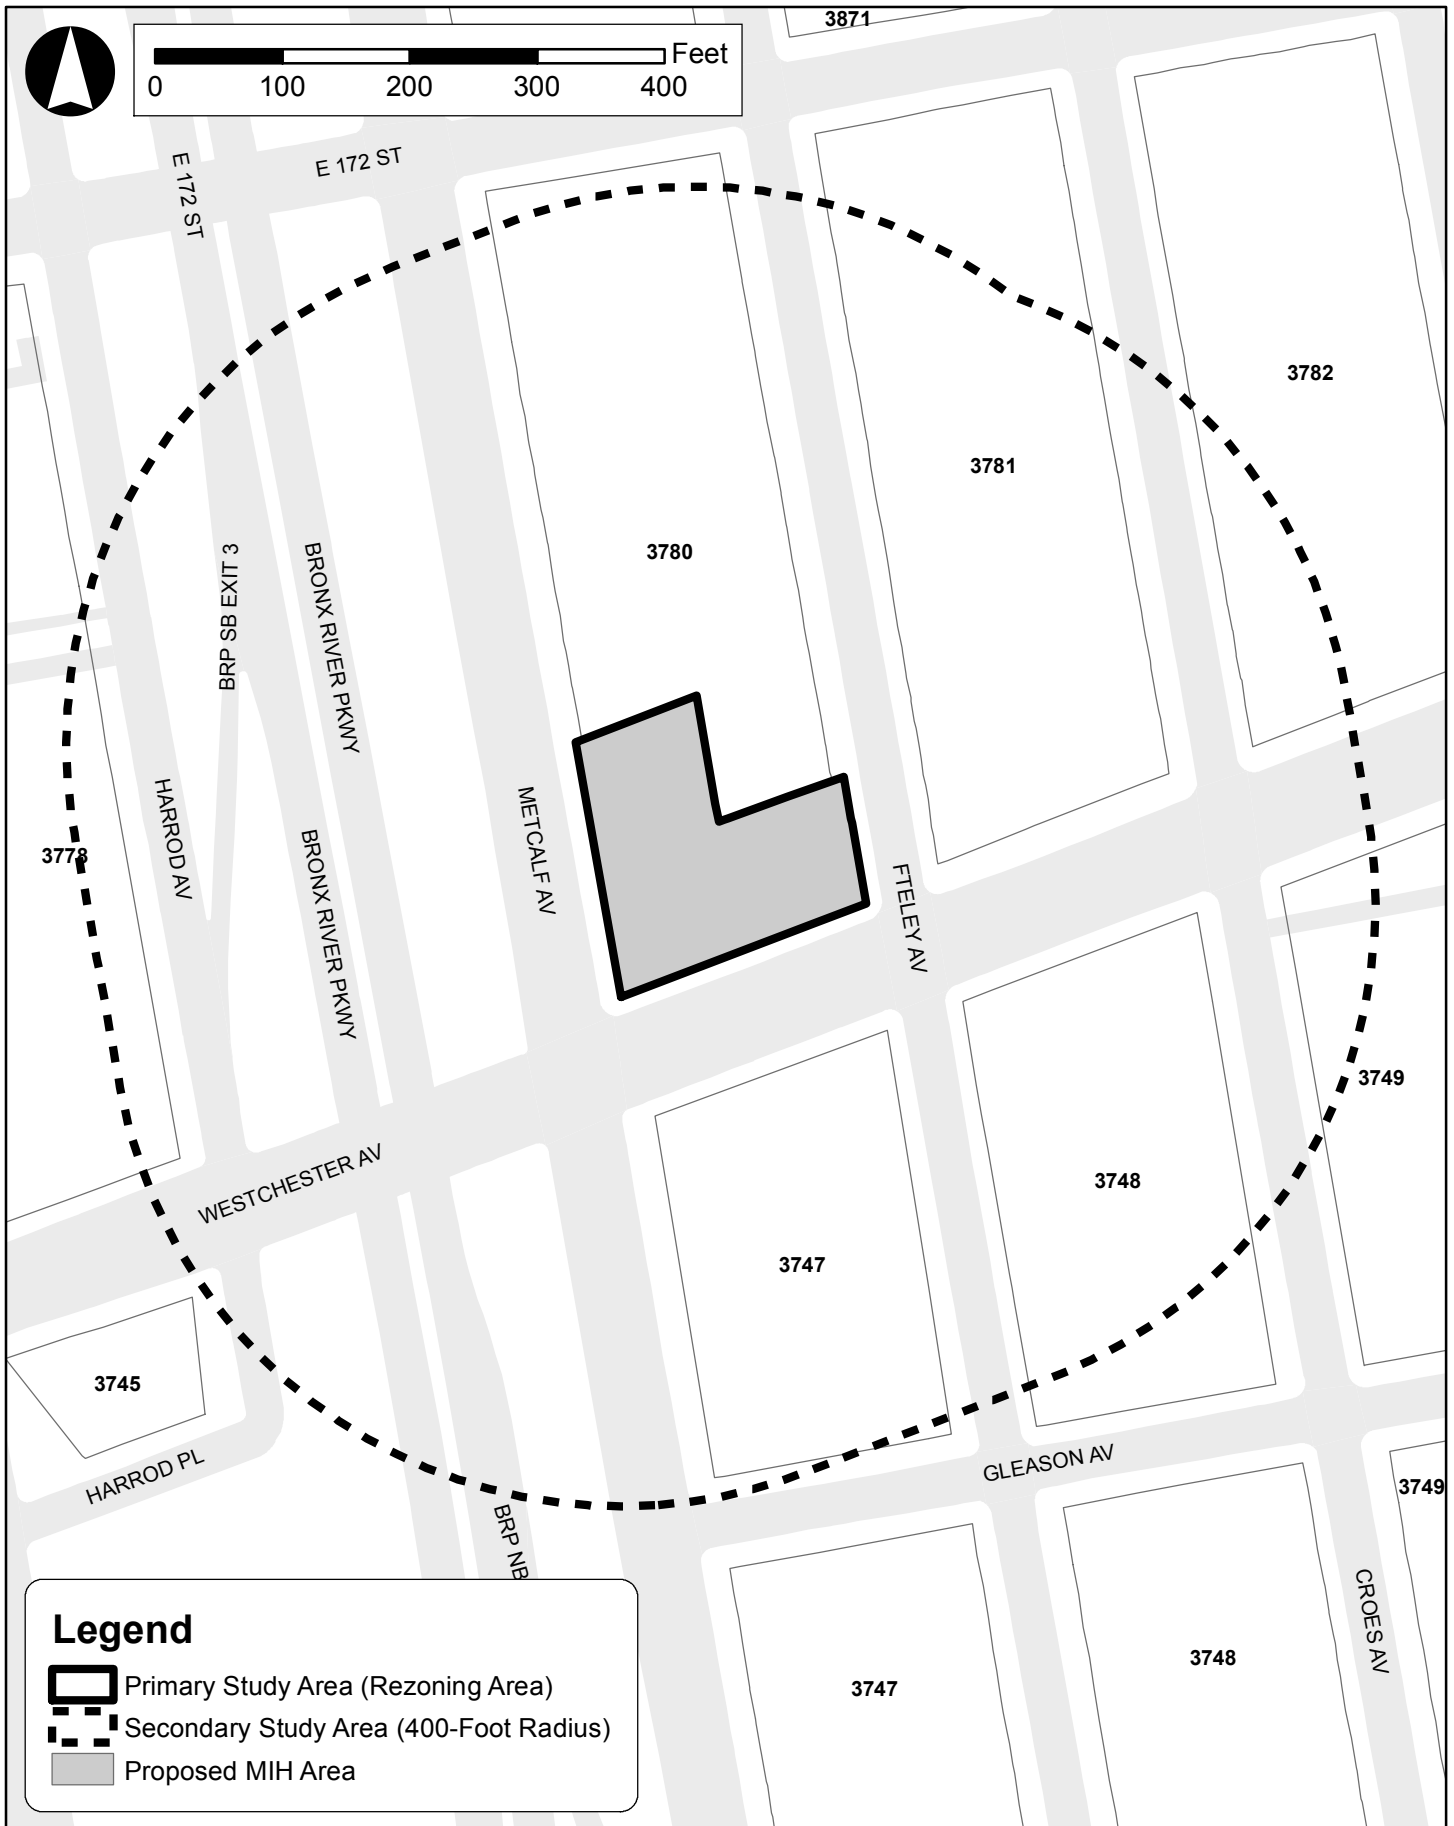 3871
Feet
0 100 200 300 400
E 172 ST
E 172 ST
3782
3781
3780
BRP SB EXIT 3
BRONX RIVER PKWY
HARROD AV
METCALF AV
3778
BRONX RIVER PKWY
FTELEY AV
3749
WESTCHESTER AV
3748
3747
3745
HARROD PL
GLEASON AV
3749
BRP NB
CROES AV
3748
3747
Legend
Primary Study Area (Rezoning Area)
Secondary Study Area (400-Foot Radius)
Proposed MIH Area